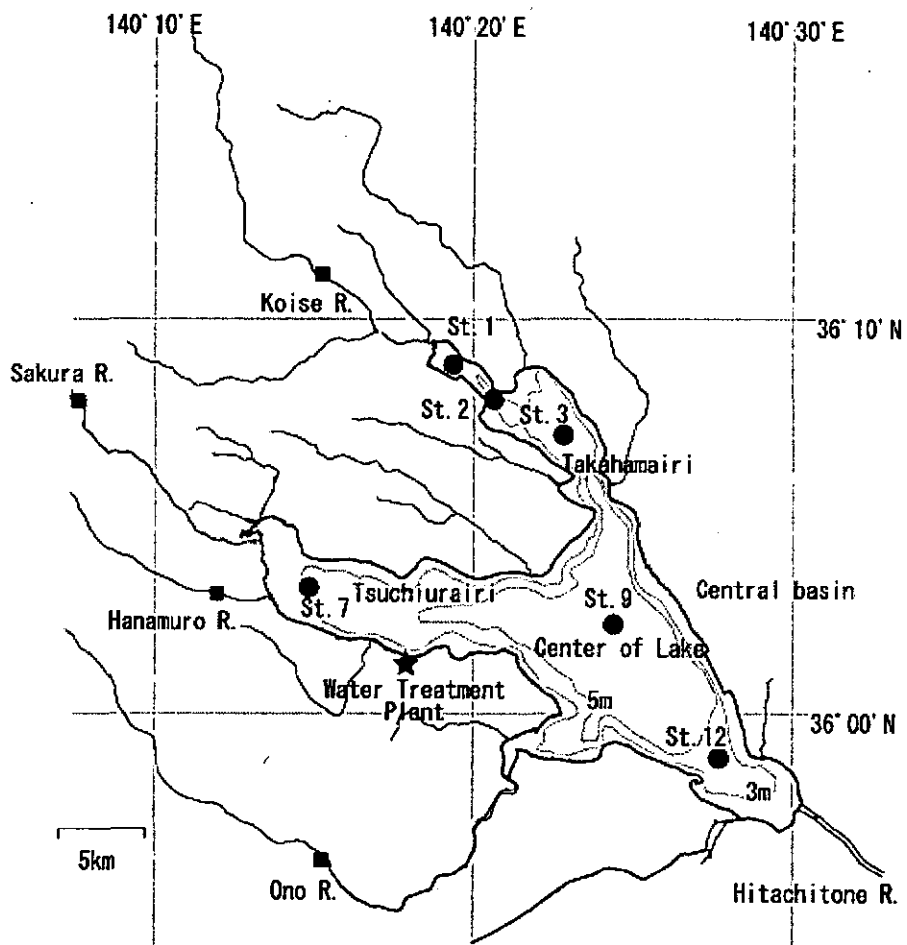 140° 10' E
140° 20' E
140° 30' E
Koise R.
36° 10' N
St. 1
Sakura R.
St. 2
St. 3
Takahamairi
Tsuchiurairi
St. 7
Hanamuro R.
St. 9
Central basin
Center of Lake
Water Treatment
Plant
5m
36° 00' N
St. 12
3m
5km
Ono R.
Hitachitone R.